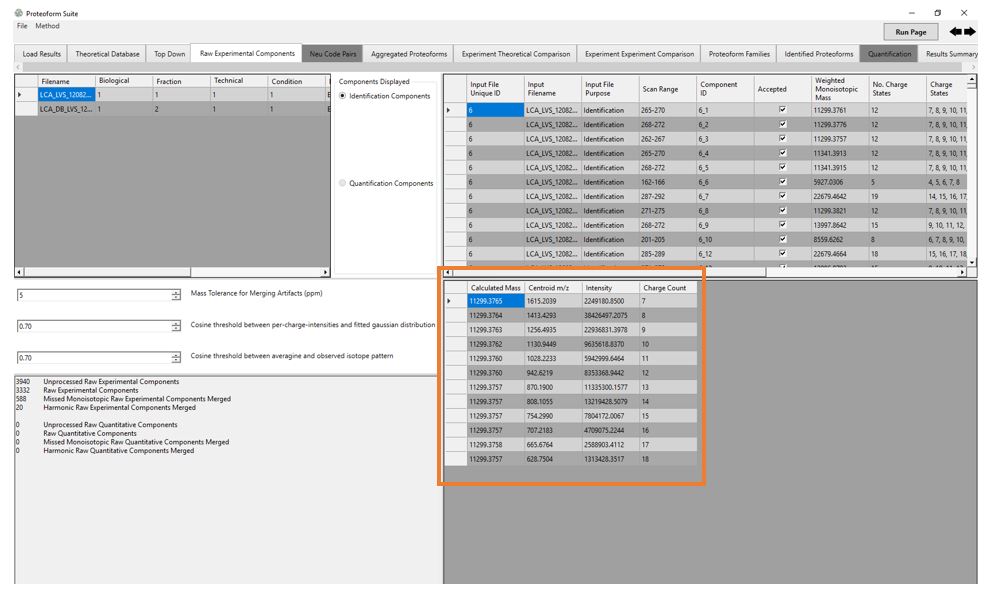 Proteoform Suite
File Method
Run Page
Load Results Theoretical Database Top Down Raw Experimental Components Neu Code Pairs Aggregated Proteoforms Experiment Theoretical Comparison Experiment Experiment Comparison Proteoform Families Identified Proteoforms Quantification Results Summary
Filename Biological Fraction Technical Condition
LCA_LVS_12082... 1 1 1 1
LCA_DB_LVS_12... 1 2 1 1
Components Displayed
Identification Components
Quantification Components
Input File Unique ID Input Filename Input File Purpose Scan Range Component ID Accepted Weighted Monoisotopic Mass No. Charge States Charge States
6 LCA_LVS_12082... Identification 265-270 6_1 11299.3761 12 7, 8, 9, 10, 11,
6 LCA_LVS_12082... Identification 268-272 6_2 11299.3776 12 7, 8, 9, 10, 11,
6 LCA_LVS_12082... Identification 262-267 6_3 11299.3757 12 7, 8, 9, 10, 11,
6 LCA_LVS_12082... Identification 265-270 6_4 11341.3913 12 7, 8, 9, 10, 11,
6 LCA_LVS_12082... Identification 268-272 6_5 11341.3915 12 7, 8, 9, 10, 11,
6 LCA_LVS_12082... Identification 162-166 6_6 5927.0306 5 4, 5, 6, 7, 8
6 LCA_LVS_12082... Identification 287-292 6_7 22679.4642 19 14, 15, 16, 17,
6 LCA_LVS_12082... Identification 271-275 6_8 11299.3821 12 7, 8, 9, 10, 11,
6 LCA_LVS_12082... Identification 268-272 6_9 13997.8642 15 9, 10, 11, 12,
6 LCA_LVS_12082... Identification 201-205 6_10 8559.6262 8 6, 7, 8, 9, 10,
6 LCA_LVS_12082... Identification 285-289 6_12 22679.4664 18 15, 16, 17, 18,
5 Mass Tolerance for Merging Artifacts (ppm)
0.70 Cosine threshold between per-charge-intensities and fitted gaussian distribution
0.70 Cosine threshold between averagine and observed isotope pattern
3940 Unprocessed Raw Experimental Components
3332 Raw Experimental Components
588 Missed Monoisotopic Raw Experimental Components Merged
20 Harmonic Raw Experimental Components Merged
0 Unprocessed Raw Quantitative Components
0 Raw Quantitative Components
0 Missed Monoisotopic Raw Quantitative Components Merged
0 Harmonic Raw Quantitative Components Merged
Calculated Mass Centroid m/z Intensity Charge Count
11299.3765 1615.2039 2249180.8500 7
11299.3764 1413.4293 38426497.2075 8
11299.3763 1256.4935 22936831.3978 9
11299.3762 1130.9449 9635618.8370 10
11299.3760 1028.2233 5942999.6464 11
11299.3760 942.6219 8353368.9442 12
11299.3757 870.1900 11335300.1577 13
11299.3757 808.1055 13219428.5079 14
11299.3757 754.2990 7804172.0067 15
11299.3757 707.2183 4709075.2244 16
11299.3758 665.6764 2588903.4112 17
11299.3757 628.7504 1313428.3517 18